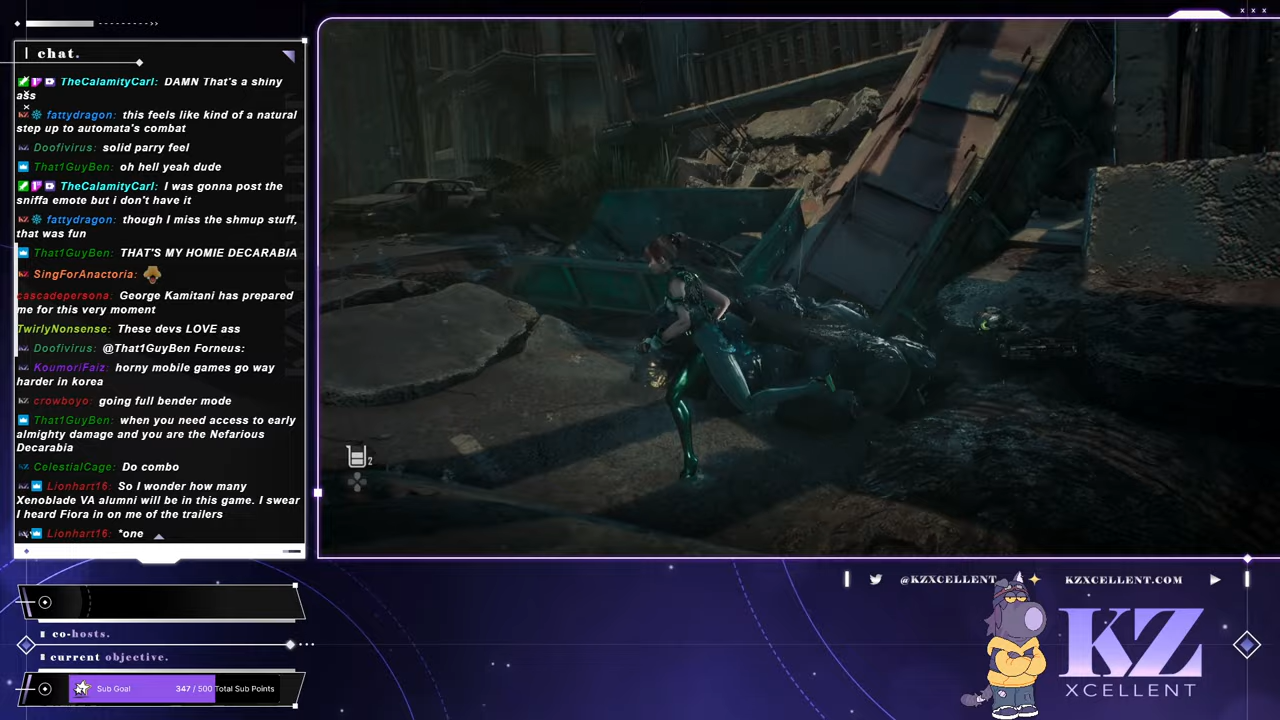 chat.
TheCalamityCarl: DAMN That's a shiny
ass
fattydragon: this feels like kind of a natural
step up to automata's combat
Doofivirus: solid parry feel
That1GuyBen: oh hell yeah dude
TheCalamityCarl: I was gonna post the
sniffa emote but i don't have it
fattydragon: though I miss the shmup stuff,
that was fun
That1GuyBen: THAT'S MY HOMIE DECARABIA
SingForAnactoria:
cascadepersona: George Kamitani has prepared
me for this very moment
TwirlyNonsense: These devs LOVE ass
Doofivirus: @That1GuyBen Forneus:
KoumoriFaiz: horny mobile games go way
harder in korea
crowboyo: going full bender mode
That1GuyBen: when you need access to early
almighty damage and you are the Nefarious
Decarabia
CelestialCage: Do combo
Lionhart16: So I wonder how many
Xenoblade VA alumni will be in this game. I swear
I heard Fiora in on me of the trailers
Lionhart16: *one
2
co-hosts.
current objective.
Sub Goal 347 / 500 Total Sub Points
@KZXCELLENT
KZXCELLENT.COM
KZ
XCELLENT